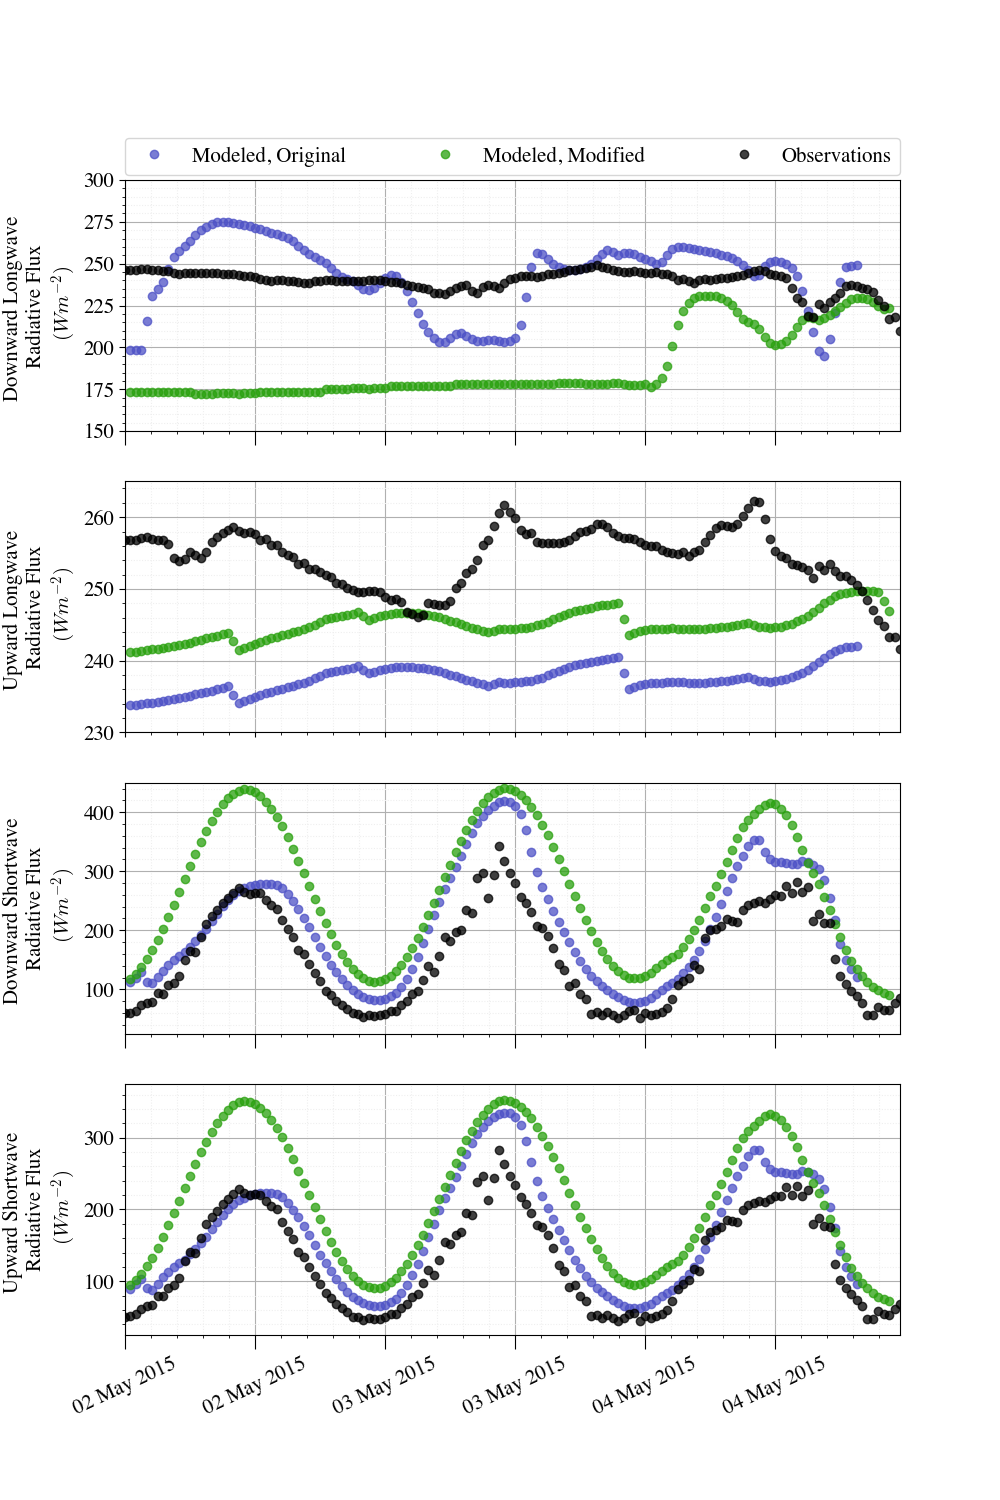 Modeled, Original
Modeled, Modified
Observations
Downward Longwave
Radiative Flux
(Wm⁻²)
300
275
250
225
200
175
150
Upward Longwave
Radiative Flux
(Wm⁻²)
260
250
240
230
Downward Shortwave
Radiative Flux
(Wm⁻²)
400
300
200
100
Upward Shortwave
Radiative Flux
(Wm⁻²)
300
200
100
02 May 2015
02 May 2015
03 May 2015
03 May 2015
04 May 2015
04 May 2015